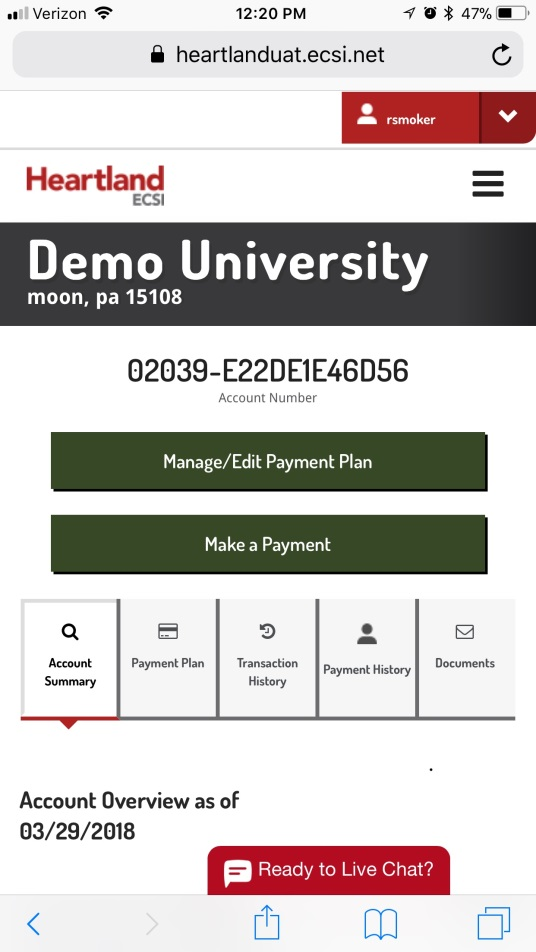 Verizon 12:20 PM 47%
heartlanduat.ecsi.net
rsmoker
Heartland
ECSI
Demo University
moon, pa 15108
02039-E22DE1E46D56
Account Number
Manage/Edit Payment Plan
Make a Payment
Account Summary
Payment Plan
Transaction History
Payment History
Documents
.
Account Overview as of
03/29/2018
Ready to Live Chat?